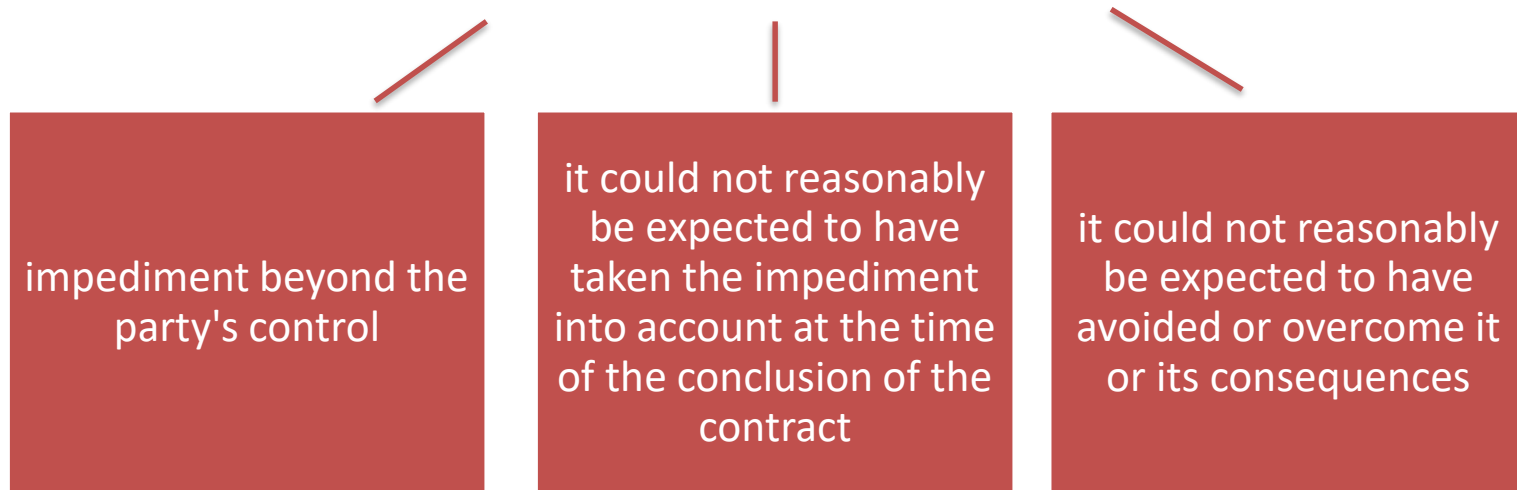 impediment beyond the
party's control
it could not reasonably
be expected to have
taken the impediment
into account at the time
of the conclusion of the
contract
it could not reasonably
be expected to have
avoided or overcome it
or its consequences